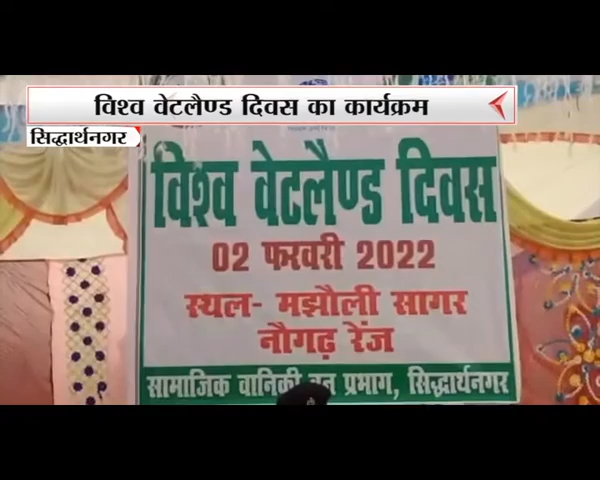 विश्व वेटलैण्ड दिवस का कार्यक्रम
सिद्धार्थनगर
विश्व वेटलैण्ड दिवस
02 फरवरी 2022
स्थल- मझौली सागर
नौगढ़ रेंज
सामाजिक वानिकी वन प्रभाग, सिद्धार्थनगर